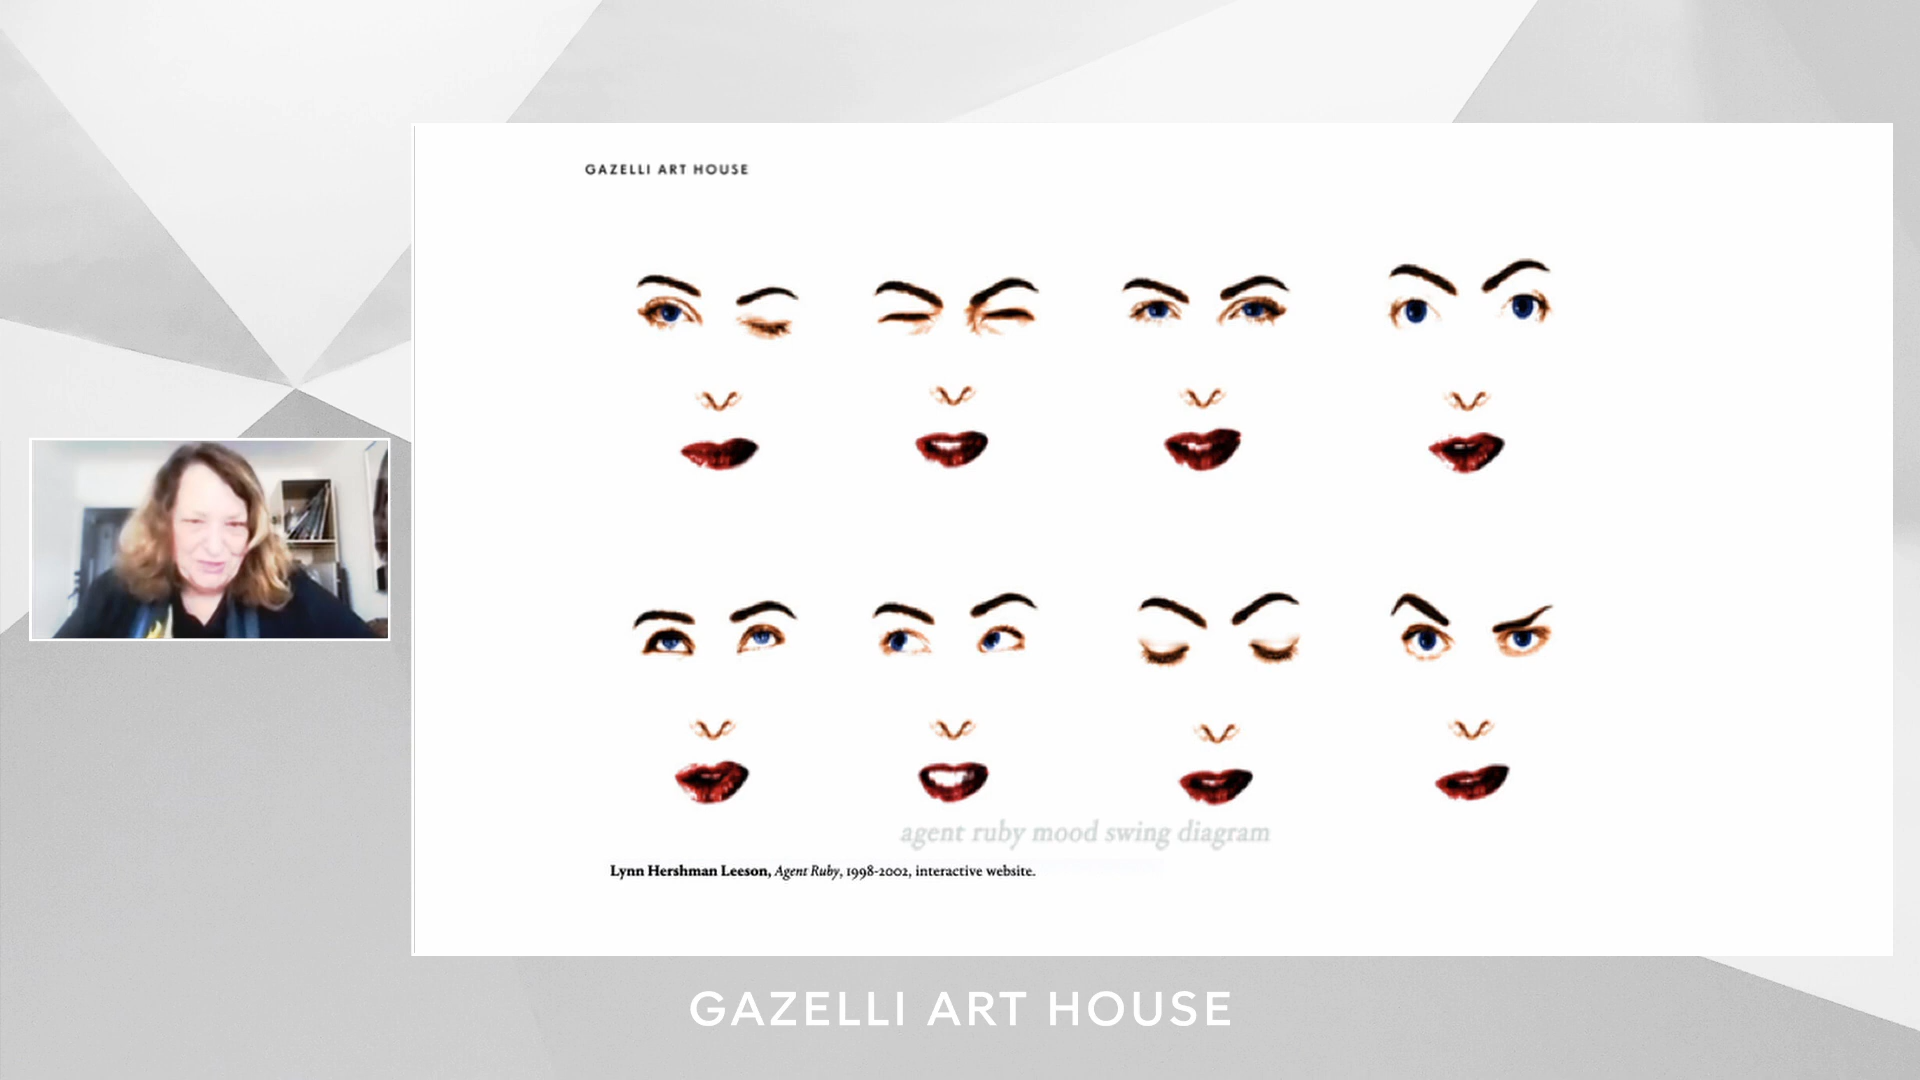 GAZELLI ART HOUSE
agent ruby mood swing diagram
Lynn Hershman Leeson, Agent Ruby, 1998-2002, interactive website.
GAZELLI ART HOUSE